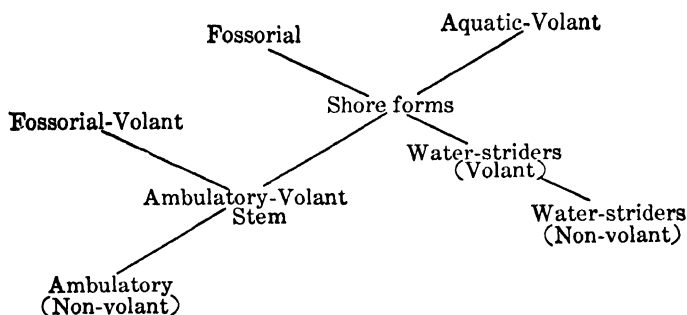 Fossorial
Aquatic-Volant
Shore forms
Fossorial-Volant
Water-striders
(Volant)
Ambulatory-Volant
Stem
Water-striders
(Non-volant)
Ambulatory
(Non-volant)